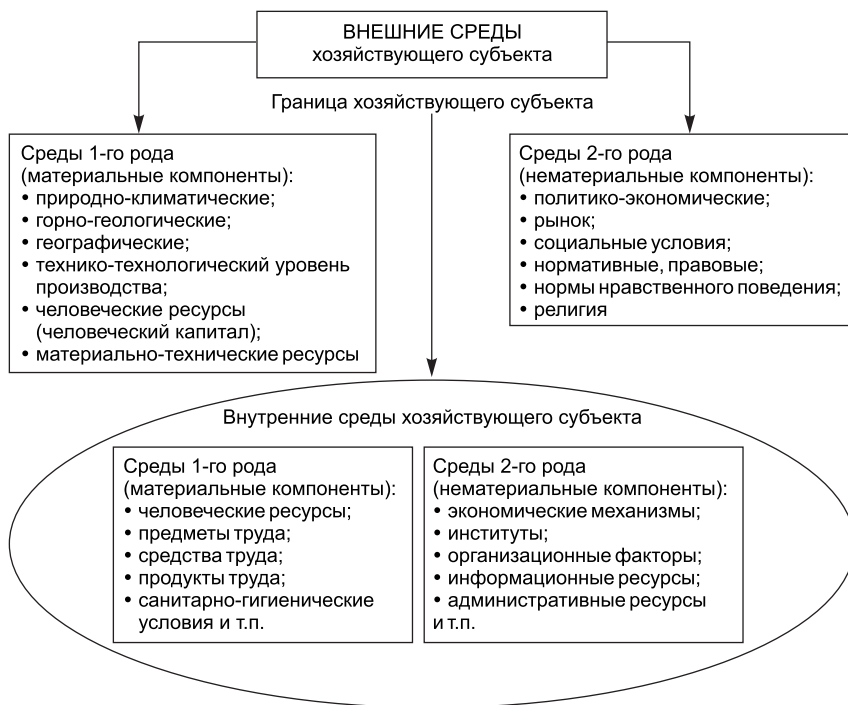 ВНЕШНИЕ СРЕДЫ
хозяйствующего субъекта
Граница хозяйствующего субъекта
Среды 1-го рода
(материальные компоненты):
• природно-климатические;
• горно-геологические;
• географические;
• технико-технологический уровень
производства;
• человеческие ресурсы
(человеческий капитал);
• материально-технические ресурсы
Среды 2-го рода
(нематериальные компоненты):
• политико-экономические;
• рынок;
• социальные условия;
• нормативные, правовые;
• нормы нравственного поведения;
• религия
Внутренние среды хозяйствующего субъекта
Среды 1-го рода
(материальные компоненты):
• человеческие ресурсы;
• предметы труда;
• средства труда;
• продукты труда;
• санитарно-гигиенические
условия и т.п.
Среды 2-го рода
(нематериальные компоненты):
• экономические механизмы;
• институты;
• организационные факторы;
• информационные ресурсы;
• административные ресурсы
и т.п.